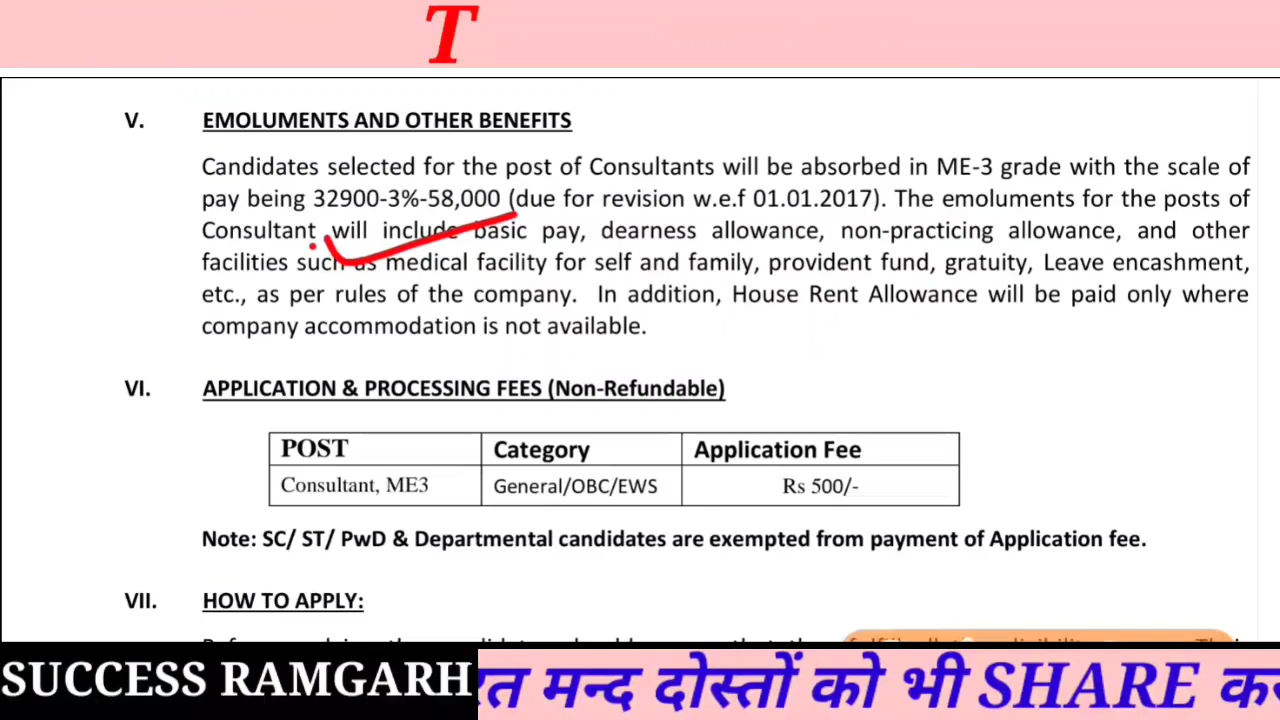 T
V. EMOLUMENTS AND OTHER BENEFITS
Candidates selected for the post of Consultants will be absorbed in ME-3 grade with the scale of
pay being 32900-3%-58,000 (due for revision w.e.f 01.01.2017). The emoluments for the posts of
Consultant will include basic pay, dearness allowance, non-practicing allowance, and other
facilities such as medical facility for self and family, provident fund, gratuity, Leave encashment,
etc., as per rules of the company. In addition, House Rent Allowance will be paid only where
company accommodation is not available.
VI. APPLICATION & PROCESSING FEES (Non-Refundable)
POST Category Application Fee
Consultant, ME3 General/OBC/EWS Rs 500/-
Note: SC/ ST/ PwD & Departmental candidates are exempted from payment of Application fee.
VII. HOW TO APPLY:
SUCCESS RAMGARH
मन्द दोस्तों को भी SHARE